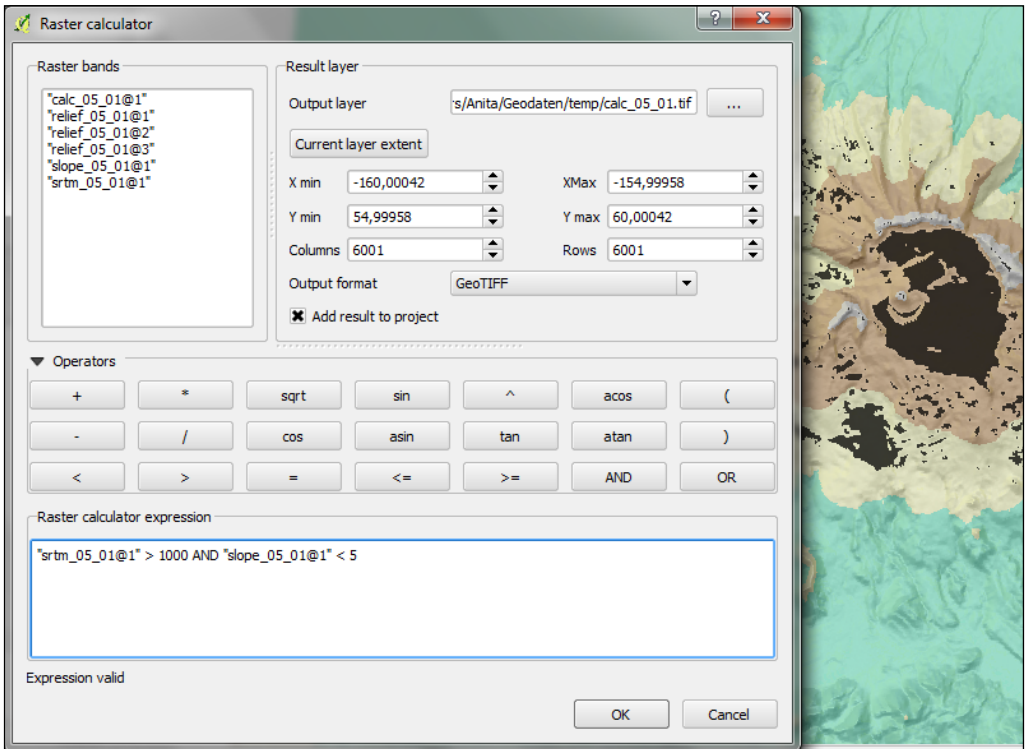 Raster calculator
? X
Raster bands
"calc_05_01@1"
"relief_05_01@1"
"relief_05_01@2"
"relief_05_01@3"
"slope_05_01@1"
"srtm_05_01@1"
Result layer
Output layer rs/Anita/Geodaten/temp/calc_05_01.tif ...
Current layer extent
X min -160,00042 XMax -154,99958
Y min 54,99958 Y max 60,00042
Columns 6001 Rows 6001
Output format GeoTIFF
Add result to project
Operators
+ * sqrt sin ^ acos (
- / cos asin tan atan )
< > = <= >= AND OR
Raster calculator expression
"srtm_05_01@1" > 1000 AND "slope_05_01@1" < 5
Expression valid
OK Cancel